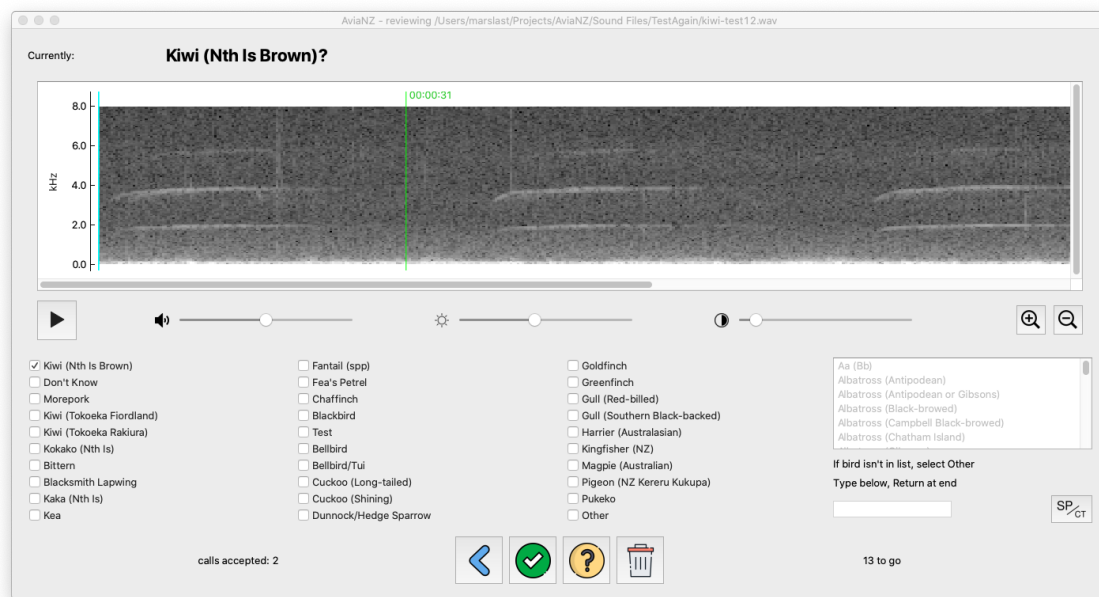 AviaNZ - reviewing /Users/marslast/Projects/AviaNZ/Sound Files/TestAgain/kiwi-test12.wav
Currently:
Kiwi (Nth Is Brown)?
00:00:31
8.0
6.0
4.0
2.0
0.0
kHz
Kiwi (Nth Is Brown)
Don't Know
Morepork
Kiwi (Tokoeka Fiordland)
Kiwi (Tokoeka Rakiura)
Kokako (Nth Is)
Bittern
Blacksmith Lapwing
Kaka (Nth Is)
Kea
Fantail (spp)
Fea's Petrel
Chaffinch
Blackbird
Test
Bellbird
Bellbird/Tui
Cuckoo (Long-tailed)
Cuckoo (Shining)
Dunnock/Hedge Sparrow
Goldfinch
Greenfinch
Gull (Red-billed)
Gull (Southern Black-backed)
Harrier (Australasian)
Kingfisher (NZ)
Magpie (Australian)
Pigeon (NZ Kereru Kukupa)
Pukeko
Other
Aa (Bb)
Albatross (Antipodean)
Albatross (Antipodean or Gibsons)
Albatross (Black-browed)
Albatross (Campbell Black-browed)
Albatross (Chatham Island)
If bird isn't in list, select Other
Type below, Return at end
SP/CT
calls accepted: 2
?
13 to go